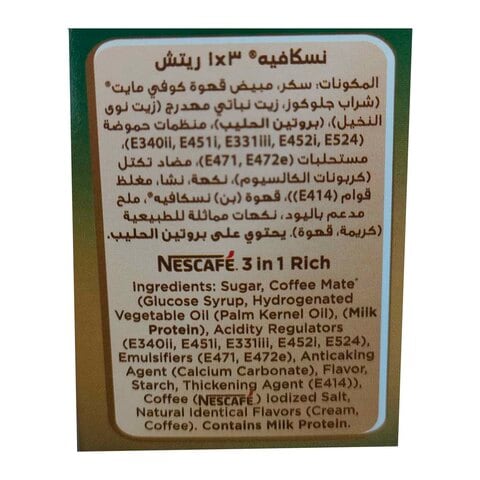 نسكافيه® ٣×١ ريتش
المكونات: سكر، مبيض قهوة كوفي مايت®
(شراب جلوكوز، زيت نباتي مهدرج (زيت نوى
النخيل)، (بروتين الحليب)، منظمات حموضة
(E340ii, E451i, E331iii, E452i, E524)،
مستحلبات (E471, E472e)، مضاد تكتل
(كربونات الكالسيوم)، نكهة، نشا، مغلظ
قوام (E414))، قهوة (بن) نسكافيه®، ملح
مدعم باليود، نكهات مماثلة للطبيعية
(كريمة، قهوة). يحتوي على بروتين الحليب.
NESCAFÉ. 3 in 1 Rich
Ingredients: Sugar, Coffee Mate®
(Glucose Syrup, Hydrogenated
Vegetable Oil (Palm Kernel Oil), (Milk
Protein), Acidity Regulators
(E340ii, E451i, E331iii, E452i, E524),
Emulsifiers (E471, E472e), Anticaking
Agent (Calcium Carbonate), Flavor,
Starch, Thickening Agent (E414)),
Coffee (NESCAFÉ.) Iodized Salt,
Natural Identical Flavors (Cream,
Coffee). Contains Milk Protein.